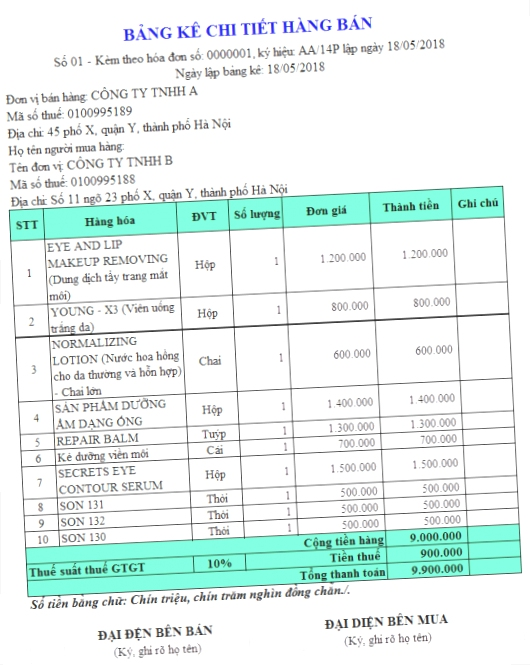 BẢNG KÊ CHI TIẾT HÀNG BÁN
Số 01 - Kèm theo hóa đơn số: 0000001, ký hiệu: AA/14P lập ngày 18/05/2018
Ngày lập bảng kê: 18/05/2018
Đơn vị bán hàng: CÔNG TY TNHH A
Mã số thuế: 0100995189
Địa chỉ: 45 phố X, quận Y, thành phố Hà Nội
Họ tên người mua hàng:
Tên đơn vị: CÔNG TY TNHH B
Mã số thuế: 0100995188
Địa chỉ: Số 11 ngõ 23 phố X, quận Y, thành phố Hà Nội
STT Hàng hóa ĐVT Số lượng Đơn giá Thành tiền Ghi chú
EYE AND LIP
1 MAKEUP REMOVING Hộp 1 1.200.000 1.200.000
(Dung dịch tẩy trang mắt
môi)
2 YOUNG - X3 (Viên uống Hộp 1 800.000 800.000
trắng da)
NORMALIZING
3 LOTION (Nước hoa hồng Chai 1 600.000 600.000
cho da thường và hỗn hợp)
- Chai lớn
4 SẢN PHẨM DƯỠNG Hộp 1 1.400.000 1.400.000
ẨM DẠNG ỐNG
5 REPAIR BALM Tuýp 1 1.300.000 1.300.000
6 Kẻ dưỡng viền môi Cái 1 700.000 700.000
7 SECRETS EYE Hộp 1 1.500.000 1.500.000
CONTOUR SERUM
8 SON 131 Thỏi 1 500.000 500.000
9 SON 132 Thỏi 1 500.000 500.000
10 SON 130 Thỏi 1 500.000 500.000
Cộng tiền hàng 9.000.000
Thuế suất thuế GTGT 10% Tiền thuế 900.000
Tổng thanh toán 9.900.000
Số tiền bằng chữ: Chín triệu, chín trăm nghìn đồng chẵn./.
ĐẠI ĐỆN BÊN BÁN ĐẠI DIỆN BÊN MUA
(Ký, ghi rõ họ tên) (Ký, ghi rõ họ tên)